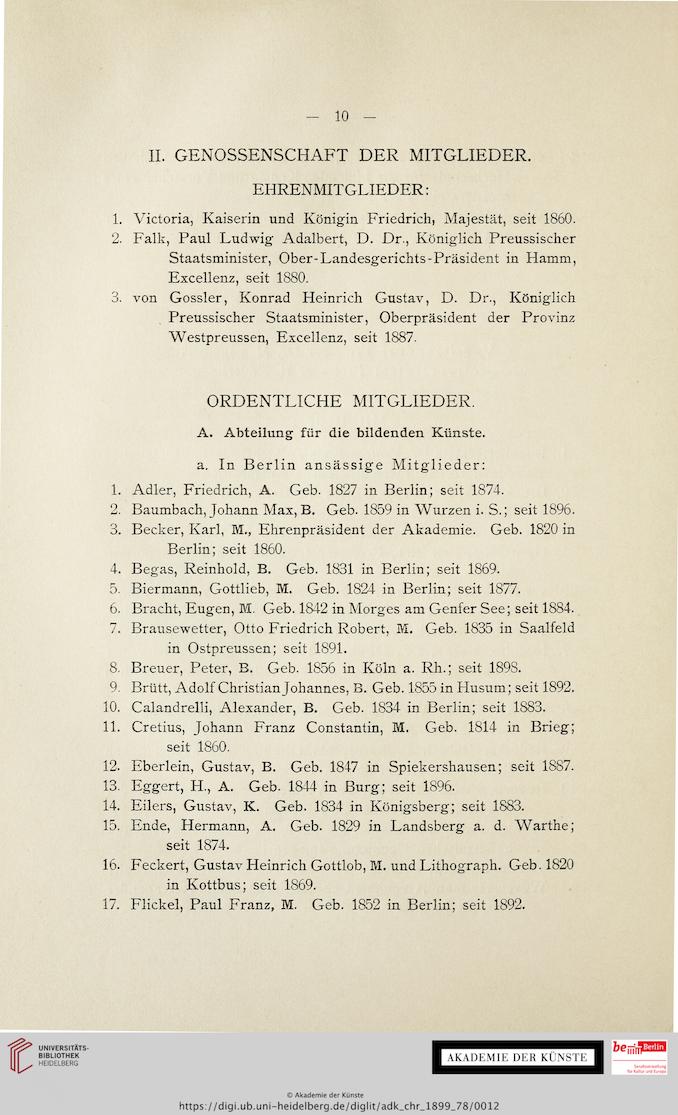 — 10 —
II. GENOSSENSCHAFT DER MITGLIEDER.
EHRENMITGLIEDER:
1. Victoria, Kaiserin und Königin Friedrich, Majestät, seit 1860.
2. Falk, Paul Ludwig Adalbert, D. Dr., Königlich Preussischer
Staatsminister, Ober-Landesgerichts-Präsident in Hamm,
Excellenz, seit 1880.
3. von Gossler, Konrad Heinrich Gustav, D. Dr., Königlich
Preussischer Staatsminister, Oberpräsident der Provinz
Westpreussen, Excellenz, seit 1887.
ORDENTLICHE MITGLIEDER.
A. Abteilung für die bildenden Künste.
a. In Berlin ansässige Mitglieder:
1. Adler, Friedrich, A. Geb. 1827 in Berlin; seit 1874.
2. Baumbach, Johann Max, B. Geb. 1859 in Wurzen i. S.; seit 1896.
3. Becker, Karl, M., Ehrenpräsident der Akademie. Geb. 1820 in
Berlin; seit 1860.
4. Begas, Reinhold, B. Geb. 1831 in Berlin; seit 1869.
5. Biermann, Gottlieb, M. Geb. 1824 in Berlin; seit 1877.
6. Bracht, Eugen, M. Geb. 1842 in Morges am Genfer See; seit 1884.
7. Brausewetter, Otto Friedrich Robert, M. Geb. 1835 in Saalfeld
in Ostpreussen; seit 1891.
8. Breuer, Peter, B. Geb. 1856 in Köln a. Rh.; seit 1898.
9. Brütt, Adolf Christian Johannes, B. Geb. 1855 in Husum; seit 1892.
10. Calandrelli, Alexander, B. Geb. 1834 in Berlin; seit 1883.
11. Cretius, Johann Franz Constantin, M. Geb. 1814 in Brieg;
seit 1860.
12. Eberlein, Gustav, B. Geb. 1847 in Spiekershausen; seit 1887.
13. Eggert, H., A. Geb. 1844 in Burg; seit 1896.
14. Eilers, Gustav, K. Geb. 1834 in Königsberg; seit 1883.
15. Ende, Hermann, A. Geb. 1829 in Landsberg a. d. Warthe;
seit 1874.
16. Feckert, Gustav Heinrich Gottlob, M. und Lithograph. Geb. 1820
in Kottbus; seit 1869.
17. Flickel, Paul Franz, M. Geb. 1852 in Berlin; seit 1892.
UNIVERSITÄTS-
BIBLIOTHEK
HEIDELBERG
AKADEMIE DER KÜNSTE
be Berlin
Senatsverwaltung
für Kultur und Europa
© Akademie der Künste
https://digi.ub.uni-heidelberg.de/diglit/adk_chr_1899_78/0012